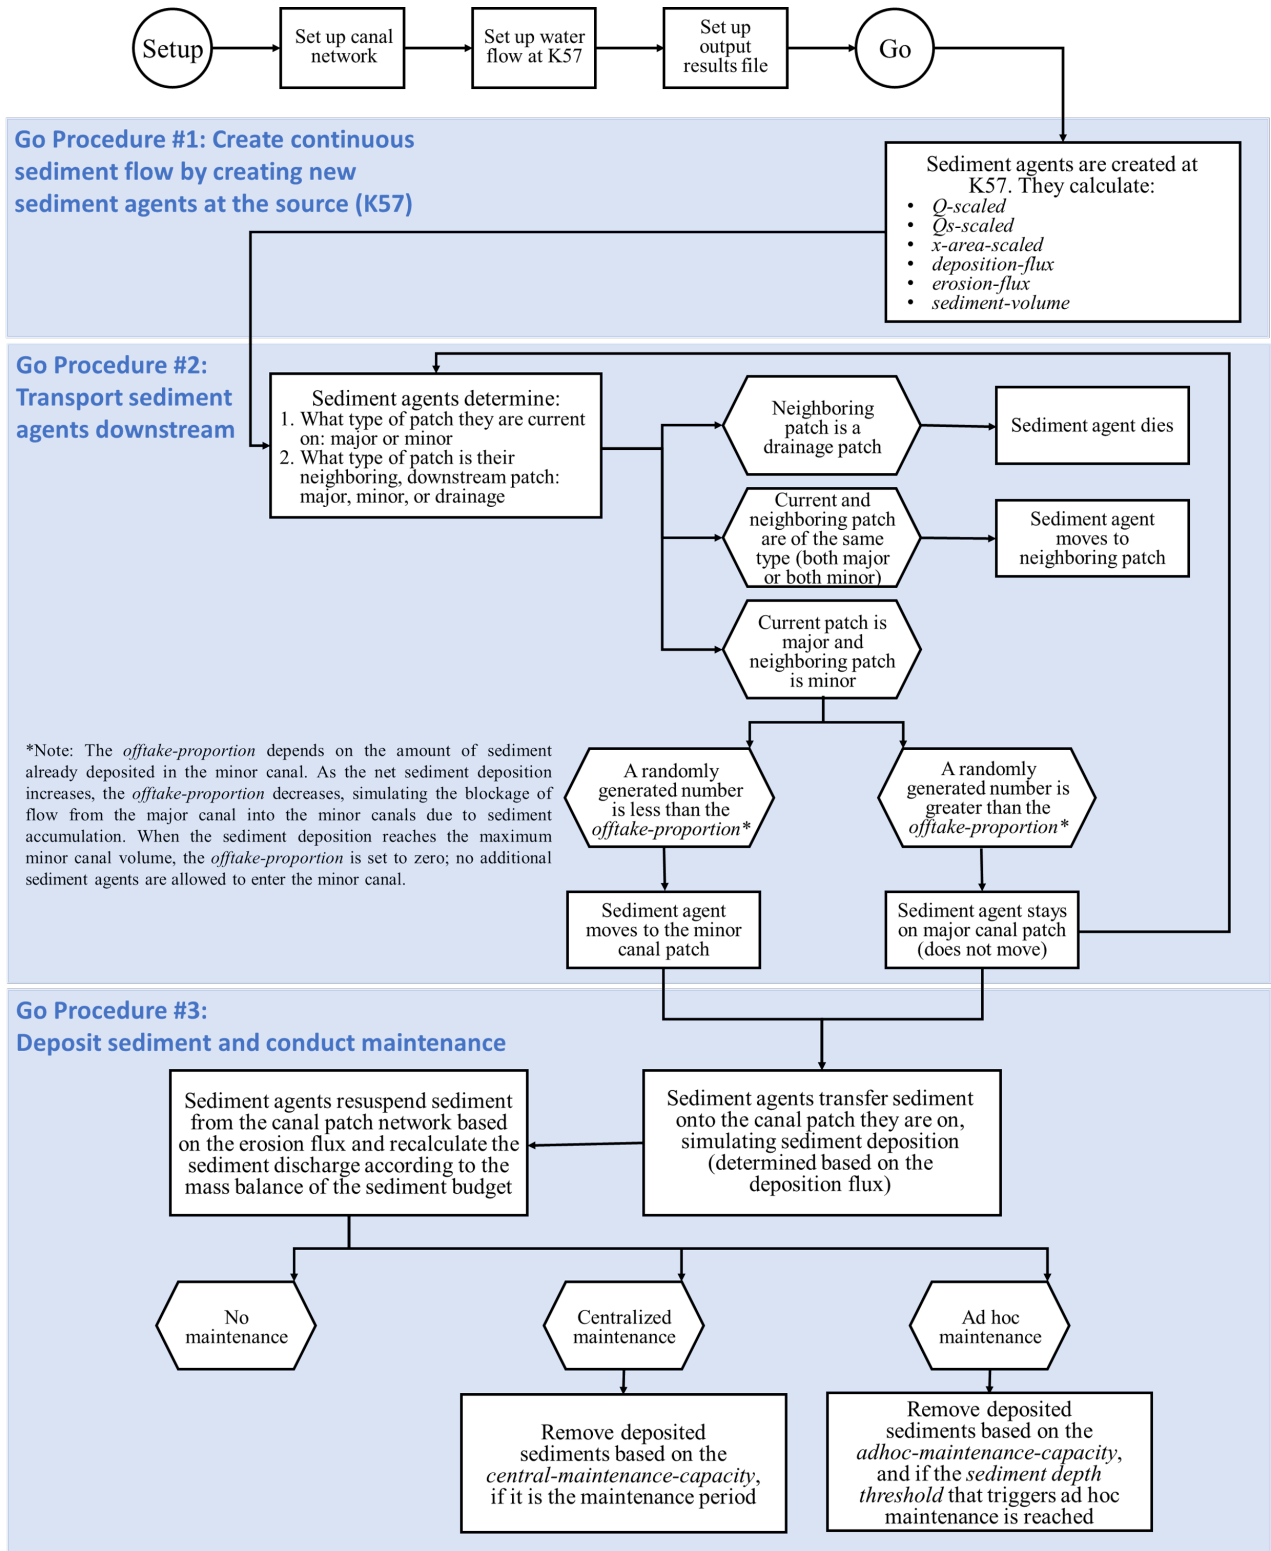 Setup
Set up canal
network
Set up water
flow at K57
Set up
output
results file
Go
Go Procedure #1: Create continuous
sediment flow by creating new
sediment agents at the source (K57)
Sediment agents are created at
K57. They calculate:
• Q-scaled
• Qs-scaled
• x-area-scaled
• deposition-flux
• erosion-flux
• sediment-volume
Go Procedure #2:
Transport sediment
agents downstream
Sediment agents determine:
1. What type of patch they are current
on: major or minor
2. What type of patch is their
neighboring, downstream patch:
major, minor, or drainage
Neighboring
patch is a
drainage patch
Sediment agent dies
Current and
neighboring patch
are of the same
type (both major
or both minor)
Sediment agent
moves to
neighboring patch
Current patch is
major and
neighboring patch
is minor
*Note: The offtake-proportion depends on the amount of sediment
already deposited in the minor canal. As the net sediment deposition
increases, the offtake-proportion decreases, simulating the blockage of
flow from the major canal into the minor canals due to sediment
accumulation. When the sediment deposition reaches the maximum
minor canal volume, the offtake-proportion is set to zero; no additional
sediment agents are allowed to enter the minor canal.
A randomly
generated number
is less than the
offtake-proportion*
A randomly
generated number is
greater than the
offtake-proportion*
Sediment agent
moves to the minor
canal patch
Sediment agent stays
on major canal patch
(does not move)
Go Procedure #3:
Deposit sediment and conduct maintenance
Sediment agents resuspend sediment
from the canal patch network based
on the erosion flux and recalculate the
sediment discharge according to the
mass balance of the sediment budget
Sediment agents transfer sediment
onto the canal patch they are on,
simulating sediment deposition
(determined based on the
deposition flux)
No
maintenance
Centralized
maintenance
Ad hoc
maintenance
Remove deposited
sediments based on the
central-maintenance-capacity,
if it is the maintenance period
Remove deposited
sediments based on the
adhoc-maintenance-capacity,
and if the sediment depth
threshold that triggers ad hoc
maintenance is reached